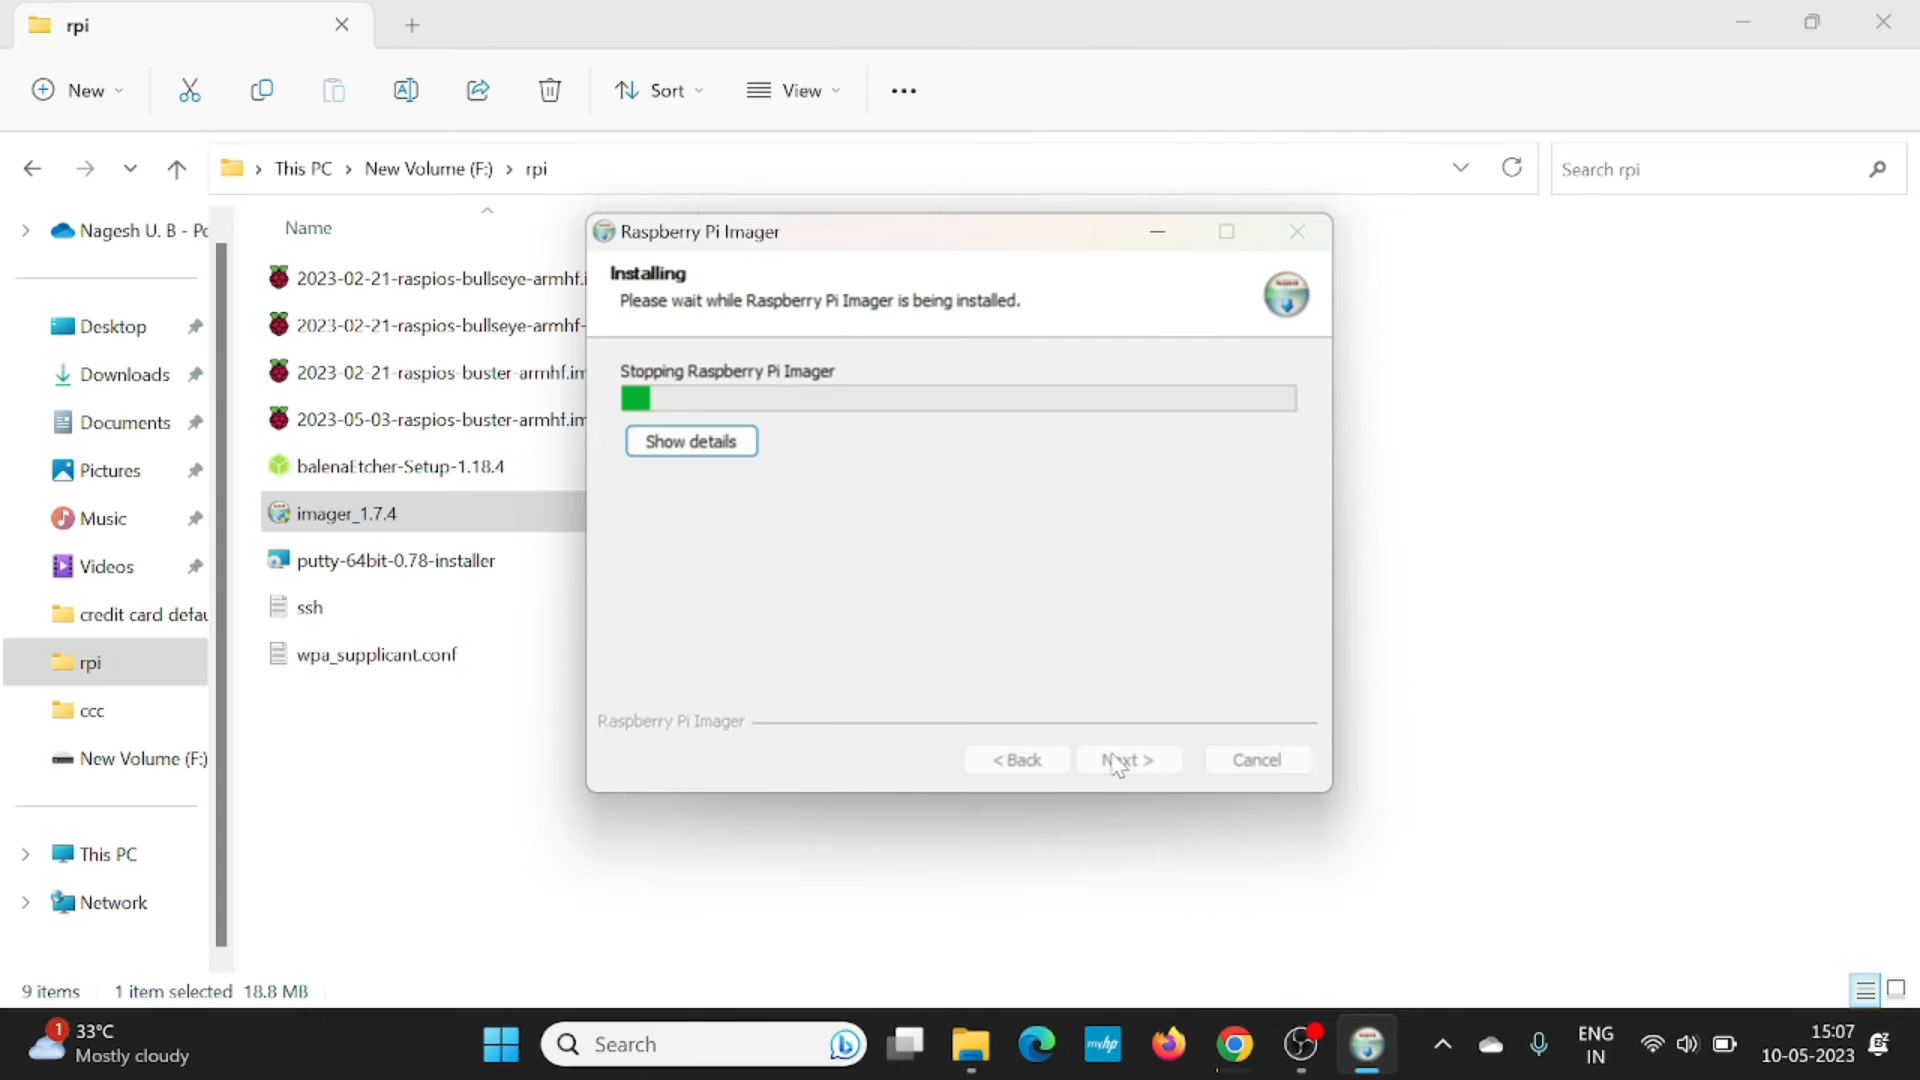 rpi
New
Sort
View
This PC > New Volume (F:) > rpi
Search rpi
Nagesh U. B - Pe
Desktop
Downloads
Documents
Pictures
Music
Videos
credit card defau
rpi
ccc
New Volume (F:)
This PC
Network
Name
2023-02-21-raspios-bullseye-armhf.i
2023-02-21-raspios-bullseye-armhf-
2023-02-21-raspios-buster-armhf.im
2023-05-03-raspios-buster-armhf.im
balenaEtcher-Setup-1.18.4
imager_1.7.4
putty-64bit-0.78-installer
ssh
wpa_supplicant.conf
Raspberry Pi Imager
Installing
Please wait while Raspberry Pi Imager is being installed.
Stopping Raspberry Pi Imager
Show details
Raspberry Pi Imager
< Back
Next >
Cancel
9 items
1 item selected 18.8 MB
1
33°C
Mostly cloudy
Search
myhp
ENG
IN
15:07
10-05-2023